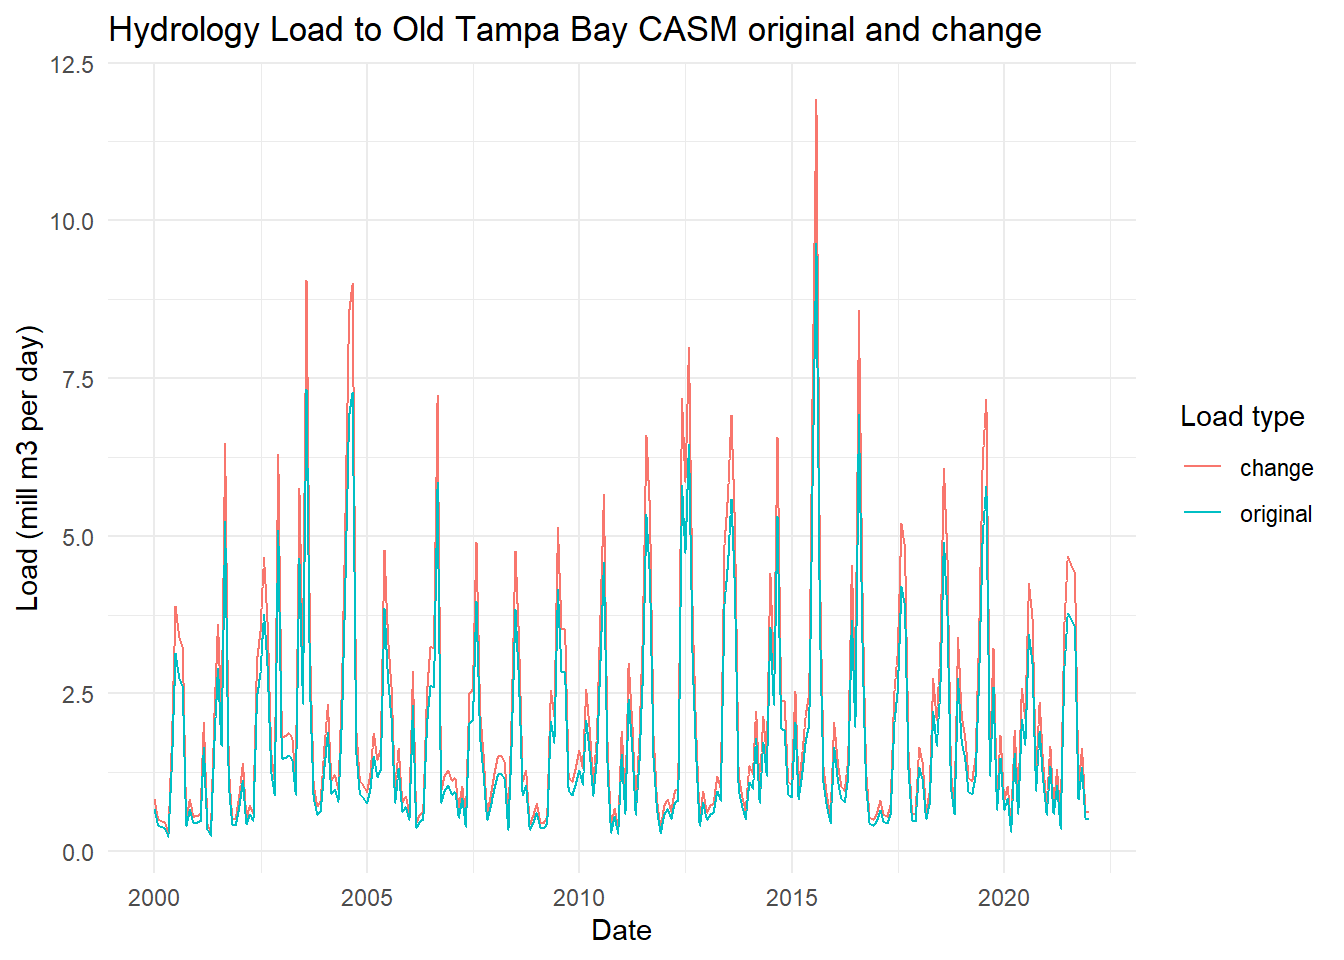 Hydrology Load to Old Tampa Bay CASM original and change
Load (mill m3 per day)
12.5
10.0
7.5
5.0
2.5
0.0
2000
2005
2010
2015
2020
Date
Load type
change
original